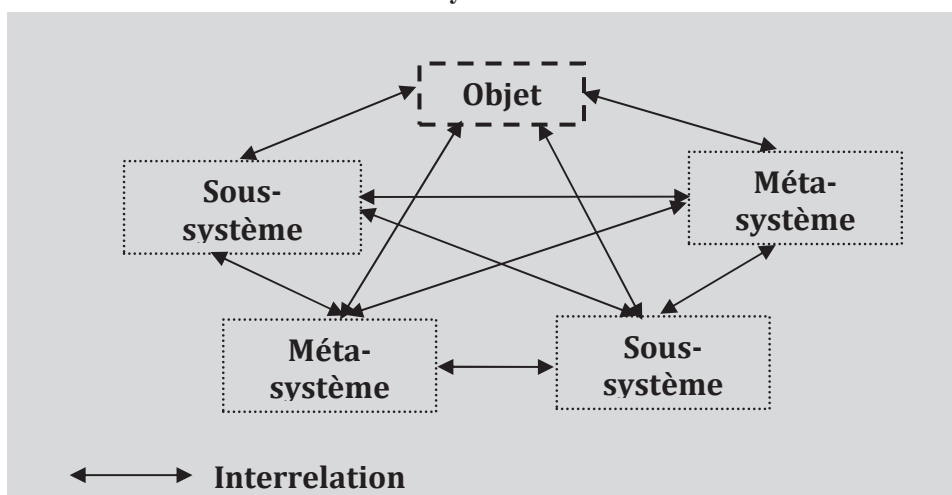 Objet
Sous-
système
Méta-
système
Méta-
système
Sous-
système
Interrelation